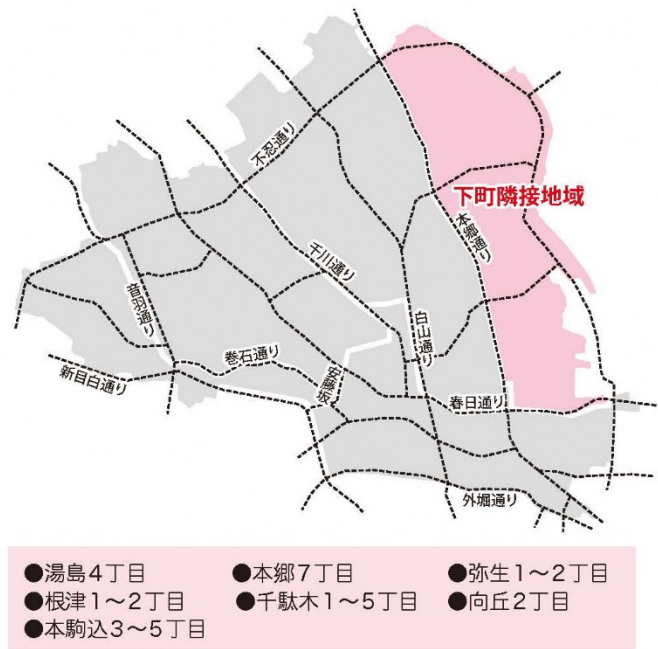 不忍通り
下町隣接地域
本郷通り
千川通り
音羽通り
白山通り
巻石通り
安藤坂
新目白通り
春日通り
外堀通り
●湯島4丁目 ●本郷7丁目 ●弥生1〜2丁目
●根津1〜2丁目 ●千駄木1〜5丁目 ●向丘2丁目
●本駒込3〜5丁目